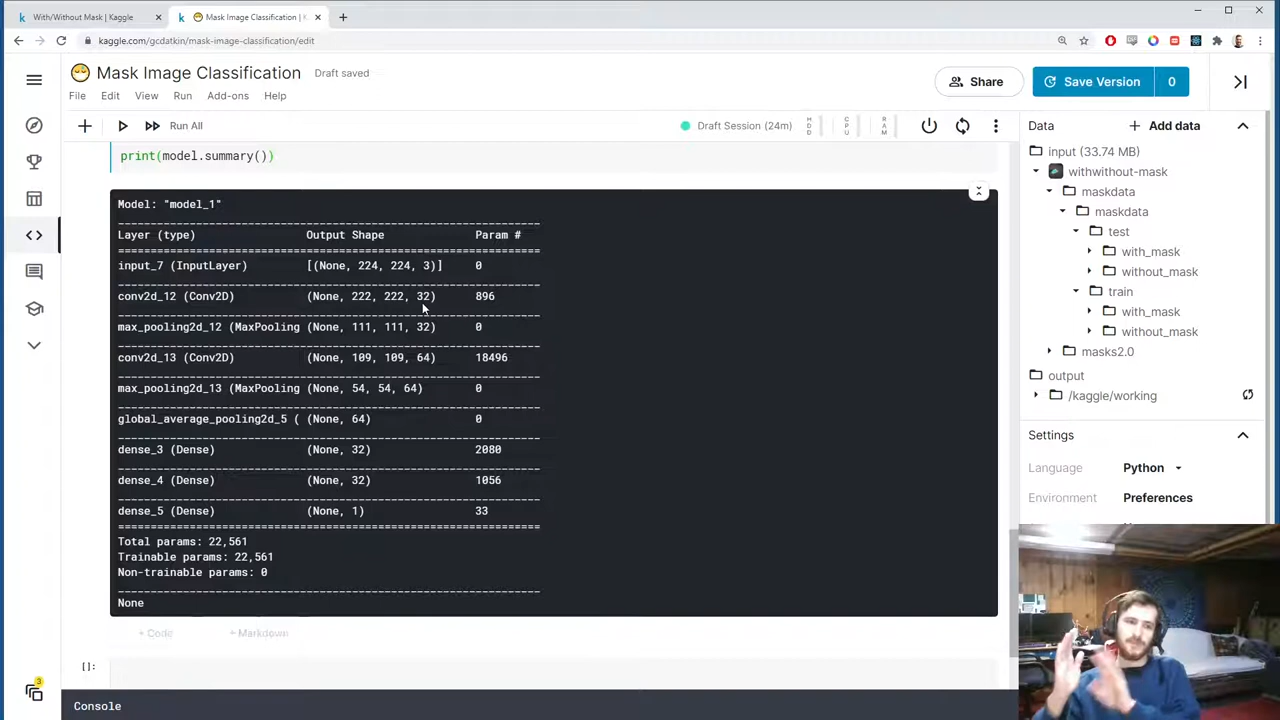 With/Without Mask | Kaggle
Mask Image Classification | K
kaggle.com/gcdatkin/mask-image-classification/edit
Mask Image Classification
Draft saved
Share
Save Version
0
File Edit View Run Add-ons Help
Run All
Draft Session (24m)
HDD
CPU
RAM
Data
Add data
print(model.summary())
Model: "model_1"
Layer (type) Output Shape Param #
input_7 (InputLayer) [(None, 224, 224, 3)] 0
conv2d_12 (Conv2D) (None, 222, 222, 32) 896
max_pooling2d_12 (MaxPooling (None, 111, 111, 32) 0
conv2d_13 (Conv2D) (None, 109, 109, 64) 18496
max_pooling2d_13 (MaxPooling (None, 54, 54, 64) 0
global_average_pooling2d_5 ( (None, 64) 0
dense_3 (Dense) (None, 32) 2080
dense_4 (Dense) (None, 32) 1056
dense_5 (Dense) (None, 1) 33
Total params: 22,561
Trainable params: 22,561
Non-trainable params: 0
None
+ Code
+ Markdown
[]:
Console
3
input (33.74 MB)
withwithout-mask
maskdata
maskdata
test
with_mask
without_mask
train
with_mask
without_mask
masks2.0
output
/kaggle/working
Settings
Language Python
Environment Preferences